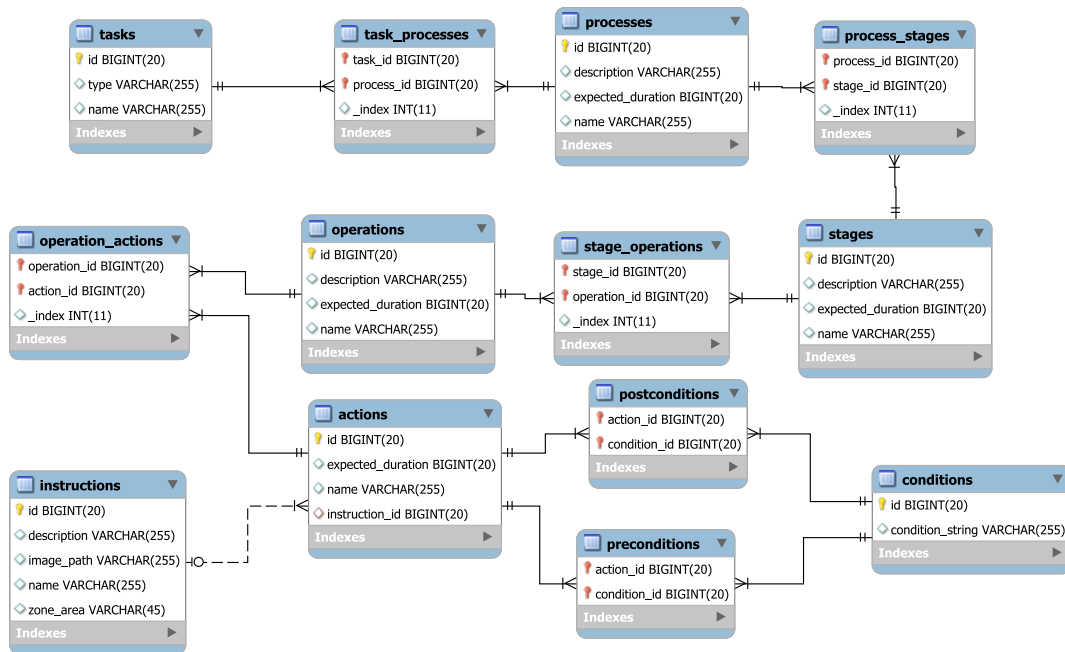 tasks
id BIGINT(20)
type VARCHAR(255)
name VARCHAR(255)
Indexes
task_processes
task_id BIGINT(20)
process_id BIGINT(20)
_index INT(11)
Indexes
processes
id BIGINT(20)
description VARCHAR(255)
expected_duration BIGINT(20)
name VARCHAR(255)
Indexes
process_stages
process_id BIGINT(20)
stage_id BIGINT(20)
_index INT(11)
Indexes
operation_actions
operation_id BIGINT(20)
action_id BIGINT(20)
_index INT(11)
Indexes
operations
id BIGINT(20)
description VARCHAR(255)
expected_duration BIGINT(20)
name VARCHAR(255)
Indexes
stage_operations
stage_id BIGINT(20)
operation_id BIGINT(20)
_index INT(11)
Indexes
stages
id BIGINT(20)
description VARCHAR(255)
expected_duration BIGINT(20)
name VARCHAR(255)
Indexes
instructions
id BIGINT(20)
description VARCHAR(255)
image_path VARCHAR(255)
name VARCHAR(255)
zone_area VARCHAR(45)
Indexes
actions
id BIGINT(20)
expected_duration BIGINT(20)
name VARCHAR(255)
instruction_id BIGINT(20)
Indexes
postconditions
action_id BIGINT(20)
condition_id BIGINT(20)
Indexes
preconditions
action_id BIGINT(20)
condition_id BIGINT(20)
Indexes
conditions
id BIGINT(20)
condition_string VARCHAR(255)
Indexes